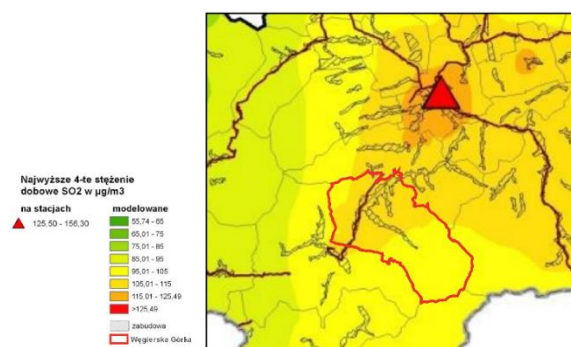 Najwyższe 4-te stężenie
dobowe SO2 w µg/m3
na stacjach
modelowane
125.50 - 156,30
55,74 - 65
65,01 - 75
75,01 - 85
85,01 - 95
95,01 - 105
105,01 - 115
115,01 - 125,49
>125,49
zabudowa
Węgierska Górka